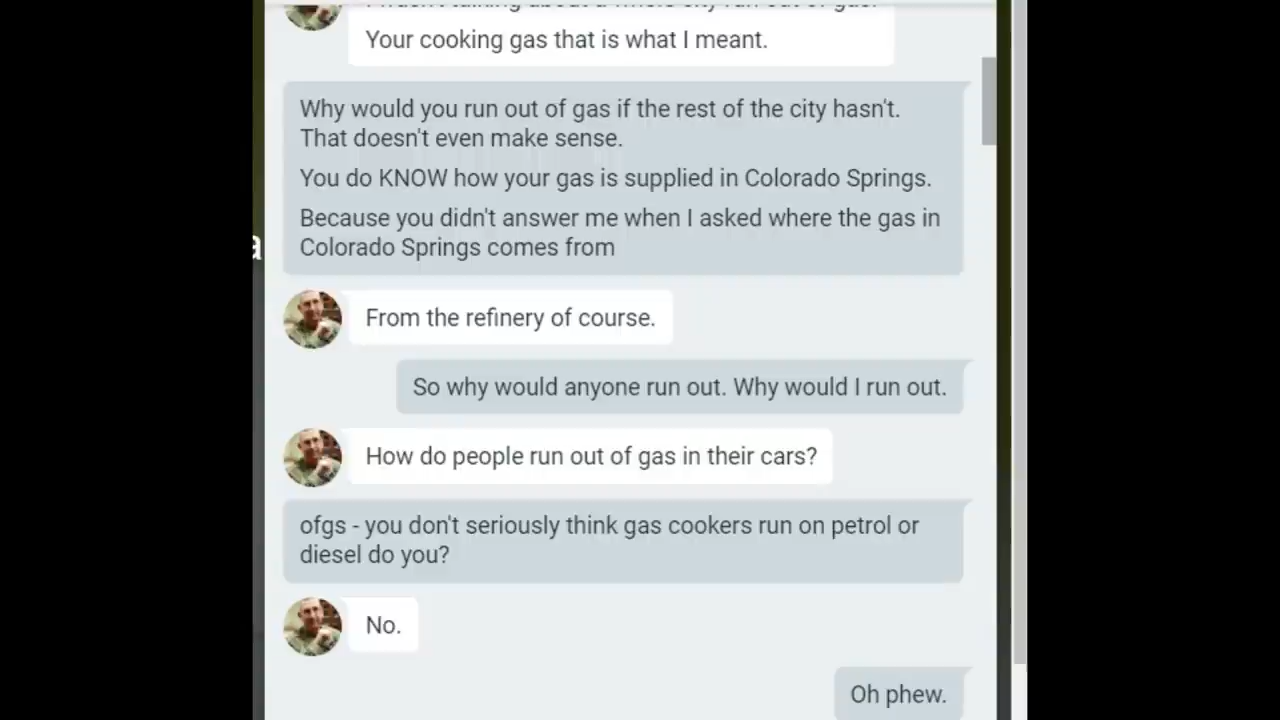 Your cooking gas that is what I meant.
Why would you run out of gas if the rest of the city hasn't.
That doesn't even make sense.
You do KNOW how your gas is supplied in Colorado Springs.
Because you didn't answer me when I asked where the gas in
Colorado Springs comes from
a
From the refinery of course.
So why would anyone run out. Why would I run out.
How do people run out of gas in their cars?
ofgs - you don't seriously think gas cookers run on petrol or
diesel do you?
No.
Oh phew.